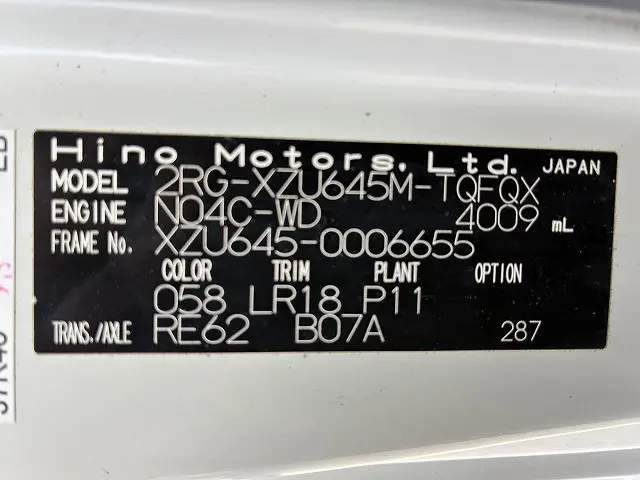 Hino Motors, Ltd. JAPAN
MODEL 2RG-XZU645M-TQFQX
ENGINE N04C-WD 4009 mL
FRAME No. XZU645-0006655
COLOR TRIM PLANT OPTION
058 LR18 P11
TRANS./AXLE RE62 B07A 287